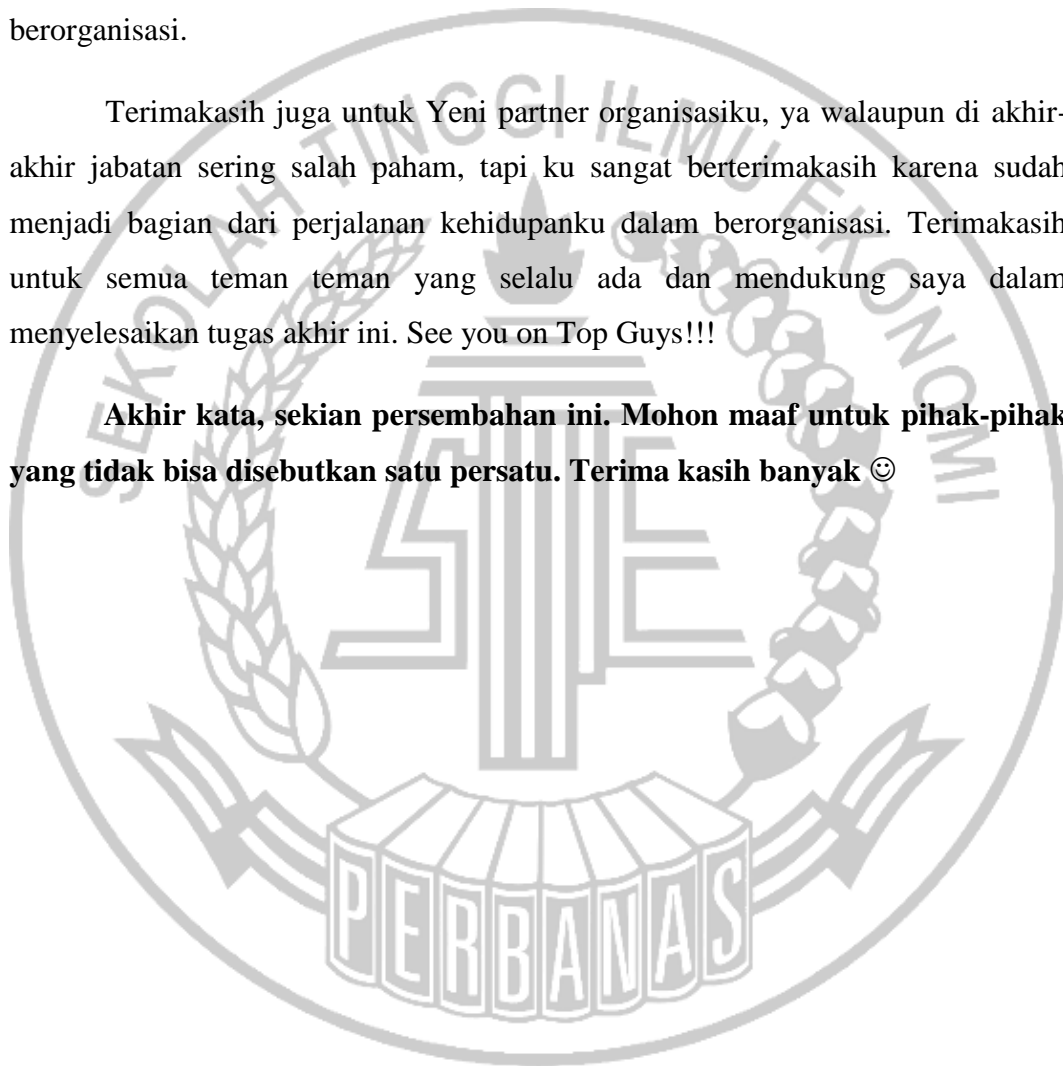 berorganisasi.
Terimakasih juga untuk Yeni partner organisasiku, ya walaupun di akhir-
akhir jabatan sering salah paham, tapi ku sangat berterimakasih karena sudah
menjadi bagian dari perjalanan kehidupanku dalam berorganisasi. Terimakasih
untuk semua teman teman yang selalu ada dan mendukung saya dalam
menyelesaikan tugas akhir ini. See you on Top Guys!!!
Akhir kata, sekian persembahan ini. Mohon maaf untuk pihak-pihak
yang tidak bisa disebutkan satu persatu. Terima kasih banyak ☺
SEKOLAH TINGGI ILMU EKONOMI
STIE
PERBANAS